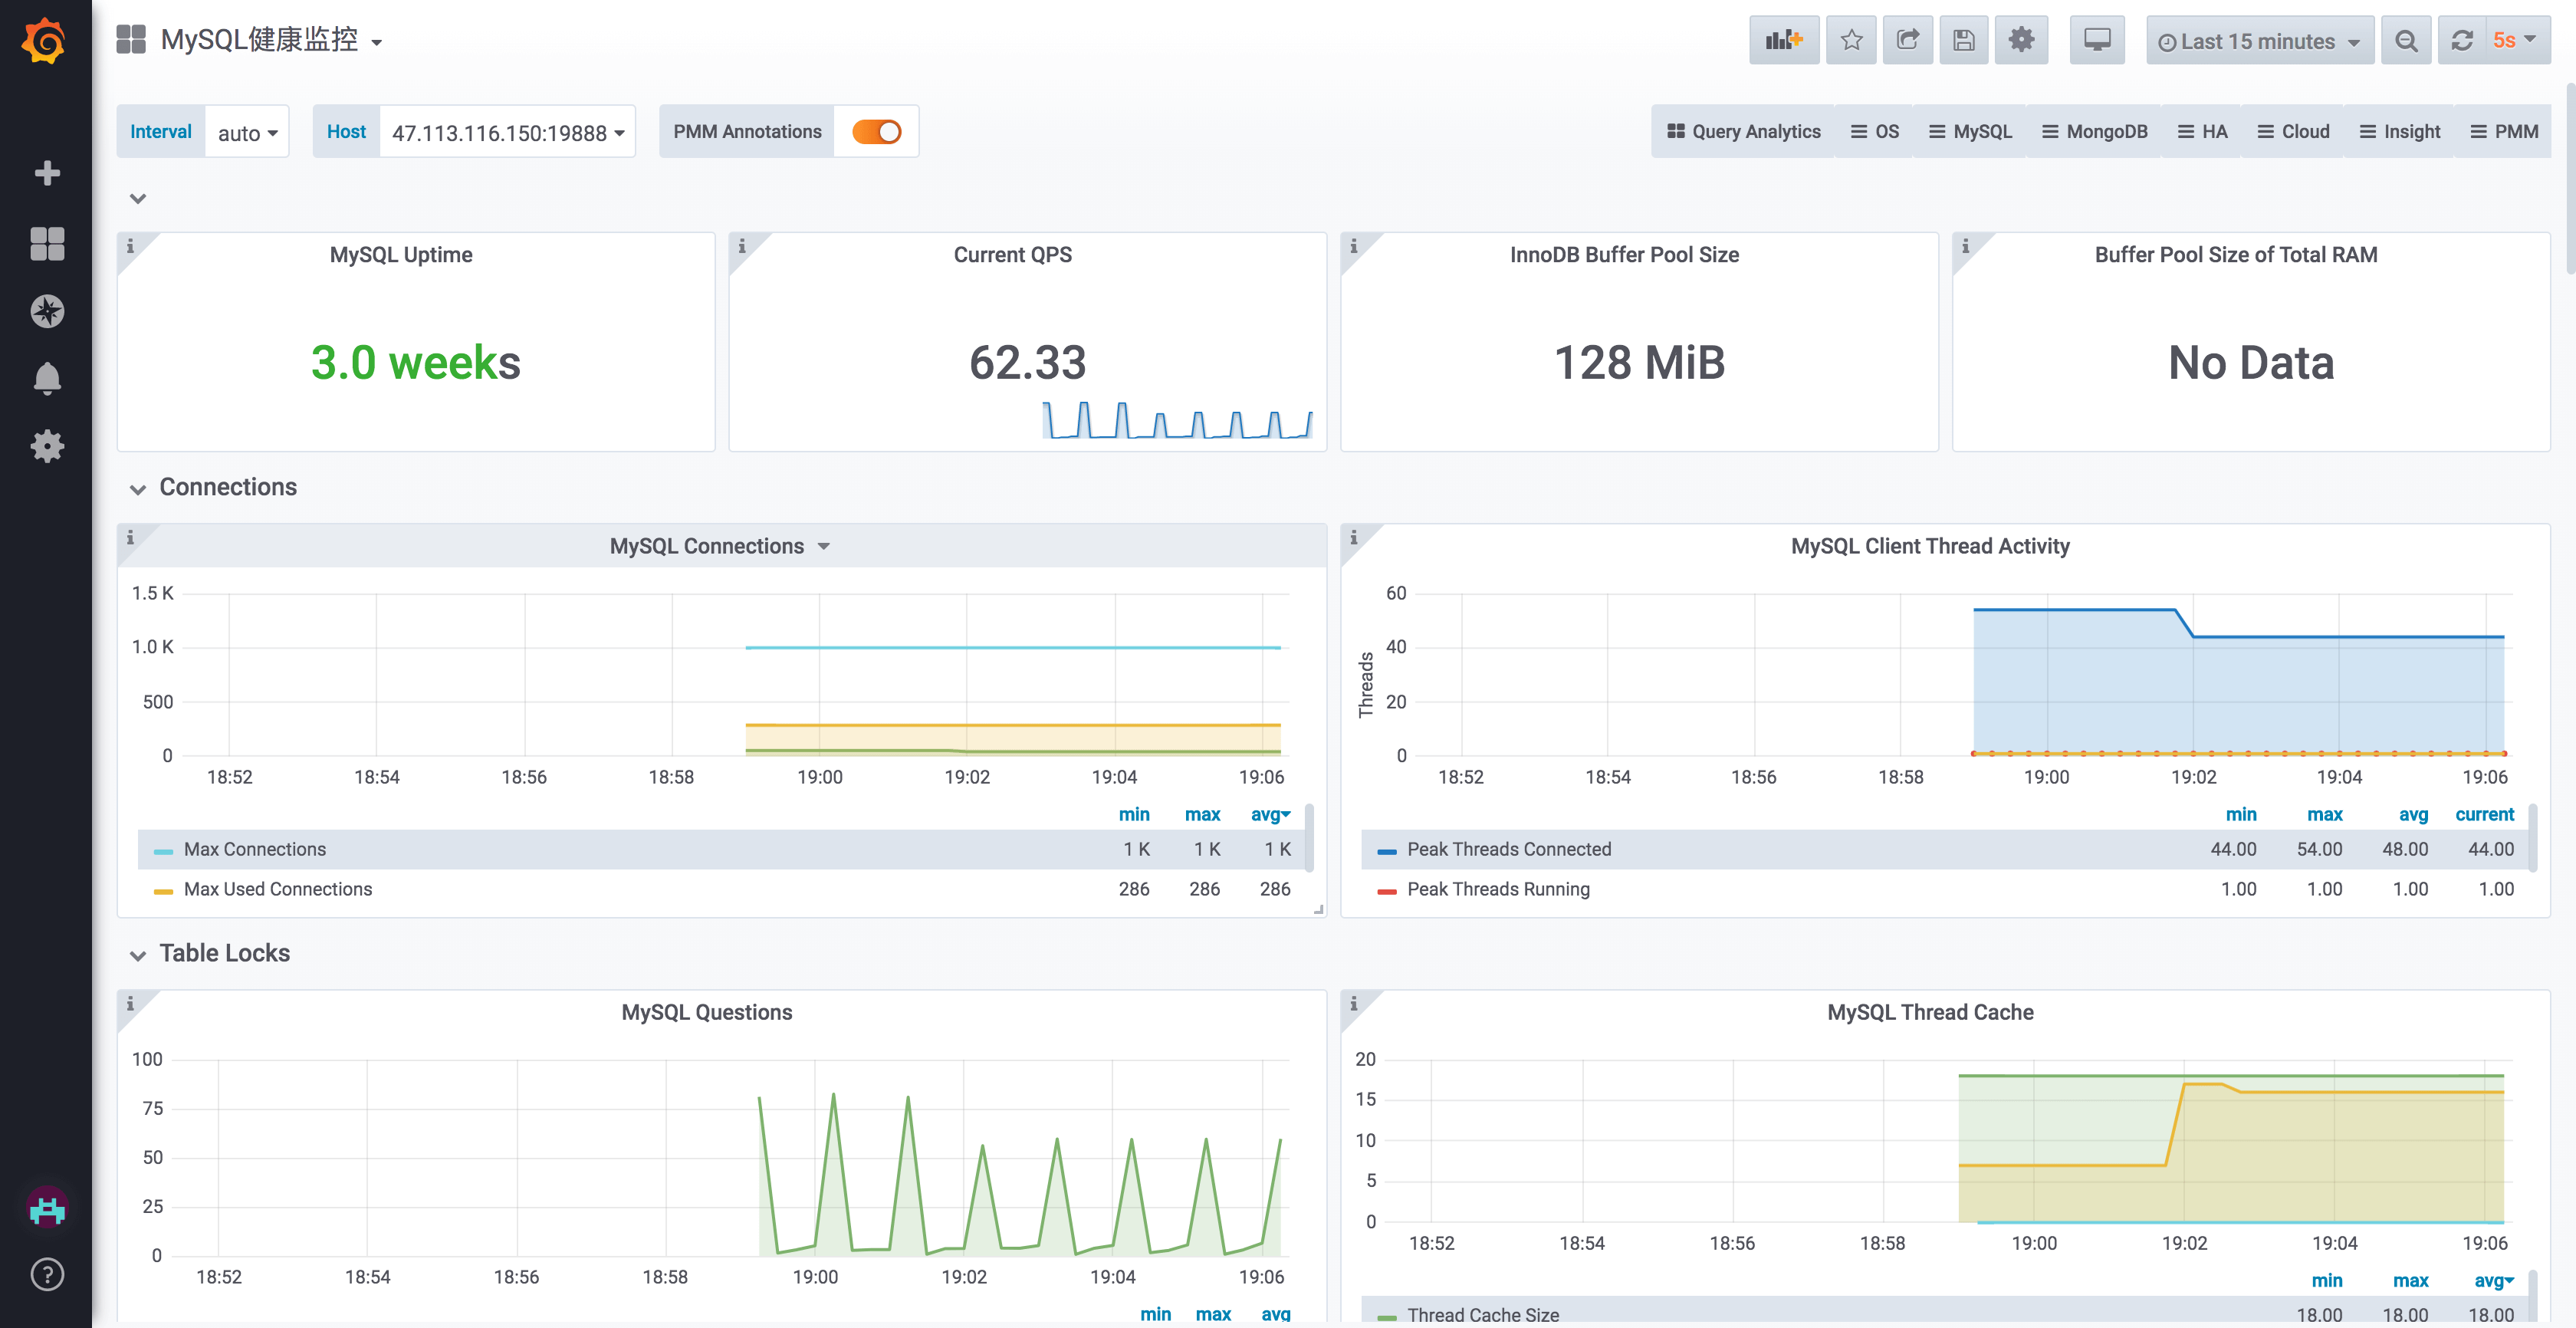 MySQL健康监控
Last 15 minutes
5s
Interval auto
Host 47.113.116.150:19888
PMM Annotations
Query Analytics OS MySQL MongoDB HA Cloud Insight PMM
MySQL Uptime
3.0 weeks
Current QPS
62.33
InnoDB Buffer Pool Size
128 MiB
Buffer Pool Size of Total RAM
No Data
Connections
MySQL Connections
1.5 K
1.0 K
500
0
18:52 18:54 18:56 18:58 19:00 19:02 19:04 19:06
min max avg
Max Connections 1 K 1 K 1 K
Max Used Connections 286 286 286
MySQL Client Thread Activity
Threads
60
40
20
0
18:52 18:54 18:56 18:58 19:00 19:02 19:04 19:06
min max avg current
Peak Threads Connected 44.00 54.00 48.00 44.00
Peak Threads Running 1.00 1.00 1.00 1.00
Table Locks
MySQL Questions
100
75
50
25
0
18:52 18:54 18:56 18:58 19:00 19:02 19:04 19:06
min max avg
MySQL Thread Cache
20
15
10
5
0
18:52 18:54 18:56 18:58 19:00 19:02 19:04 19:06
min max avg
Thread Cache Size 18.00 18.00 18.00